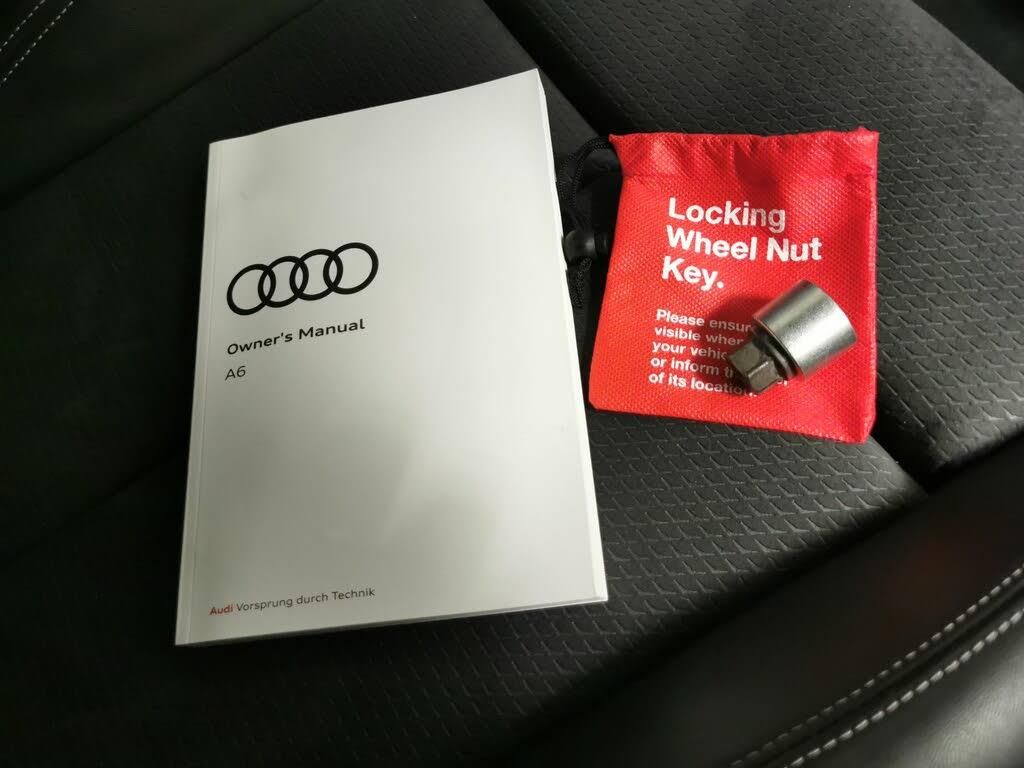 Owner's Manual
A6
Audi Vorsprung durch Technik
Locking
Wheel Nut
Key.
Please
visible
your
or inform
of its